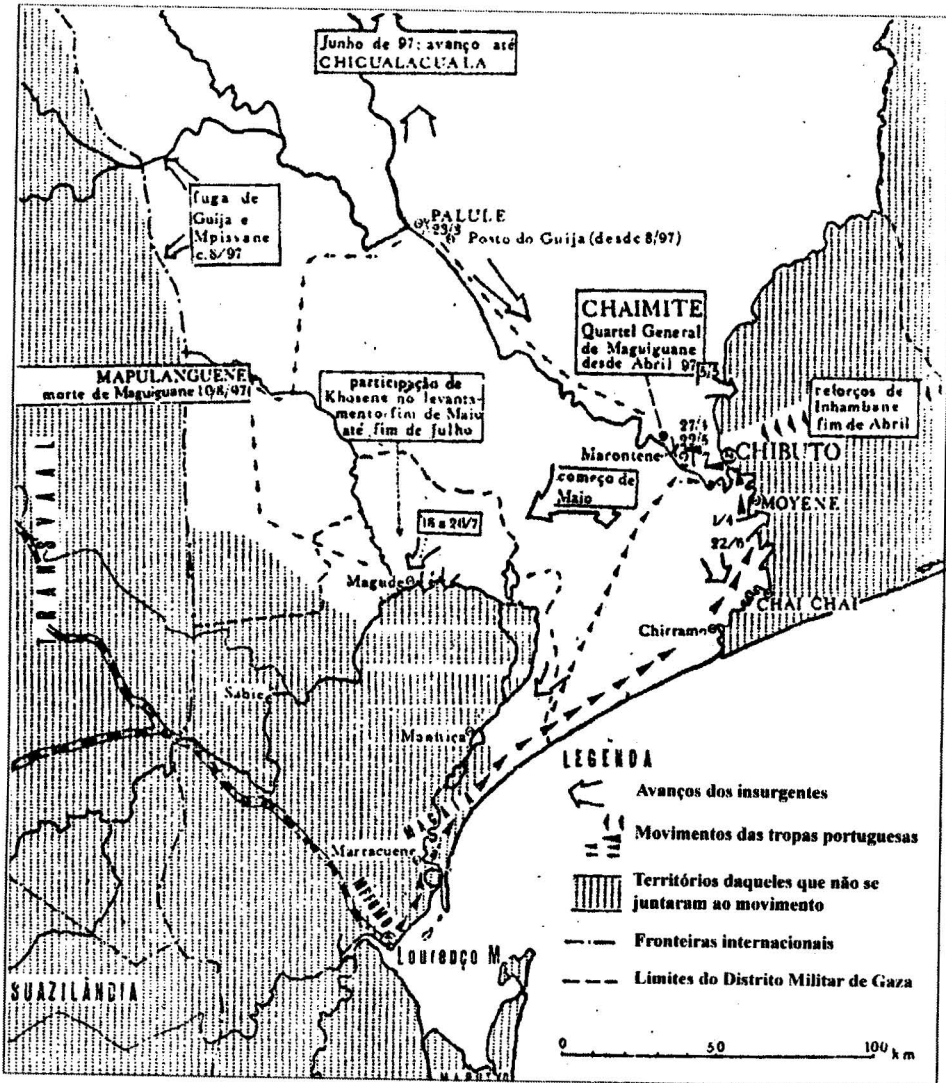 Junho de 97: avanço até
CHICUALACUALA
fuga de
Guija e
Mpissane
c.8/97
PALULE
23/3
Posto do Guija (desde 8/97)
CHAIMITE
Quartel General
de Maguiguane
desde Abril 97
5/5
MAPULANGUENE
morte de Maguiguane 10/8/97
participação de
Khosene no levanta-
mento: fim de Maio
até fim de Julho
reforços de
Inhambane
fim de Abril
27/4
22/5
Marontene
CHIBUTO
começo de
Maio
MOYENE
1/4
22/6
TRANSVAAL
18 a 20/7
Magude
CHAI CHAI
Chirramo
Sabie
Manhiça
LEGENDA
Avanços dos insurgentes
Movimentos das tropas portuguesas
Territórios daqueles que não se
juntaram ao movimento
Fronteiras internacionais
Limites do Distrito Militar de Gaza
Marracuene
MFUMO
Lourenço M.
SUAZILÂNDIA
0 50 100 km